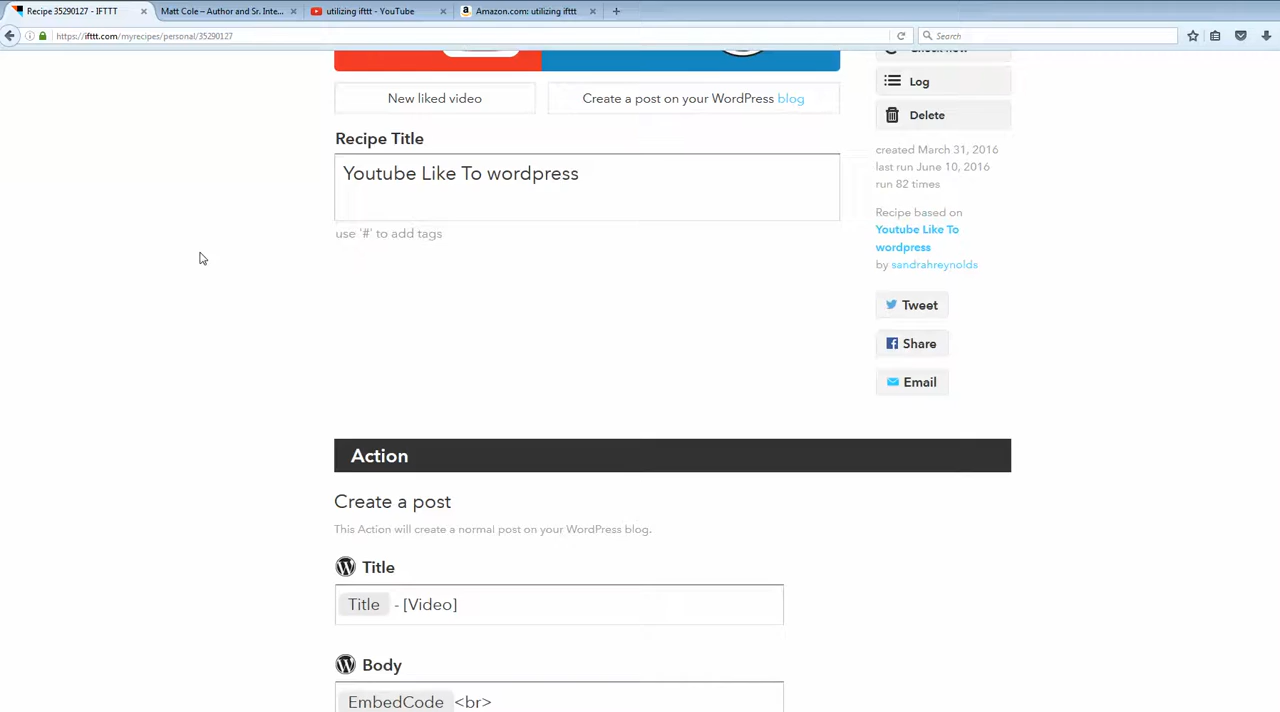 Recipe 35290127 - IFTTT
Matt Cole – Author and Sr. Inte...
utilizing ifttt - YouTube
Amazon.com: utilizing ifttt
https://ifttt.com/myrecipes/personal/35290127
Search
Check now
Log
New liked video
Create a post on your WordPress blog
Delete
Recipe Title
created March 31, 2016
last run June 10, 2016
Youtube Like To wordpress
run 82 times
Recipe based on
Youtube Like To
wordpress
use '#' to add tags
by sandrahreynolds
Tweet
Share
Email
Action
Create a post
This Action will create a normal post on your WordPress blog.
Title
Title - [Video]
Body
EmbedCode <br>